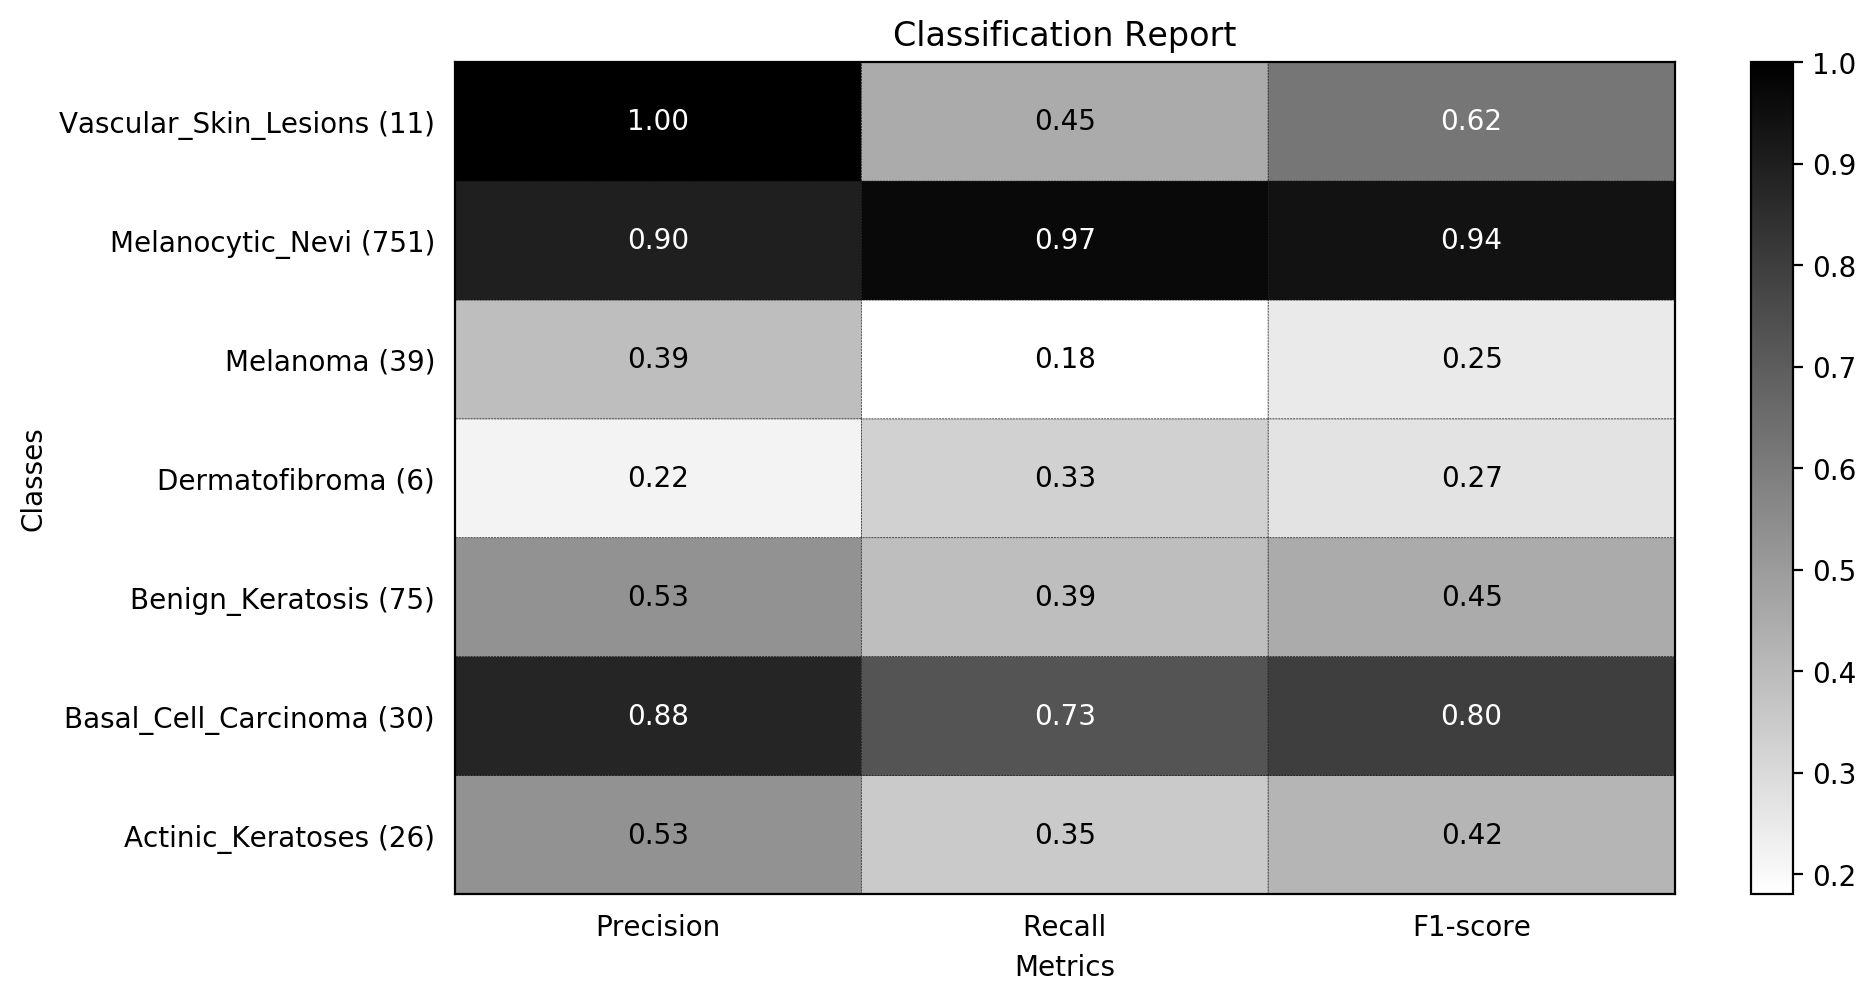 Classification Report
Vascular_Skin_Lesions (11) 1.00 0.45 0.62
Melanocytic_Nevi (751) 0.90 0.97 0.94
Melanoma (39) 0.39 0.18 0.25
Dermatofibroma (6) 0.22 0.33 0.27
Benign_Keratosis (75) 0.53 0.39 0.45
Basal_Cell_Carcinoma (30) 0.88 0.73 0.80
Actinic_Keratoses (26) 0.53 0.35 0.42
Precision Recall F1-score
Metrics
Classes
1.0
0.9
0.8
0.7
0.6
0.5
0.4
0.3
0.2